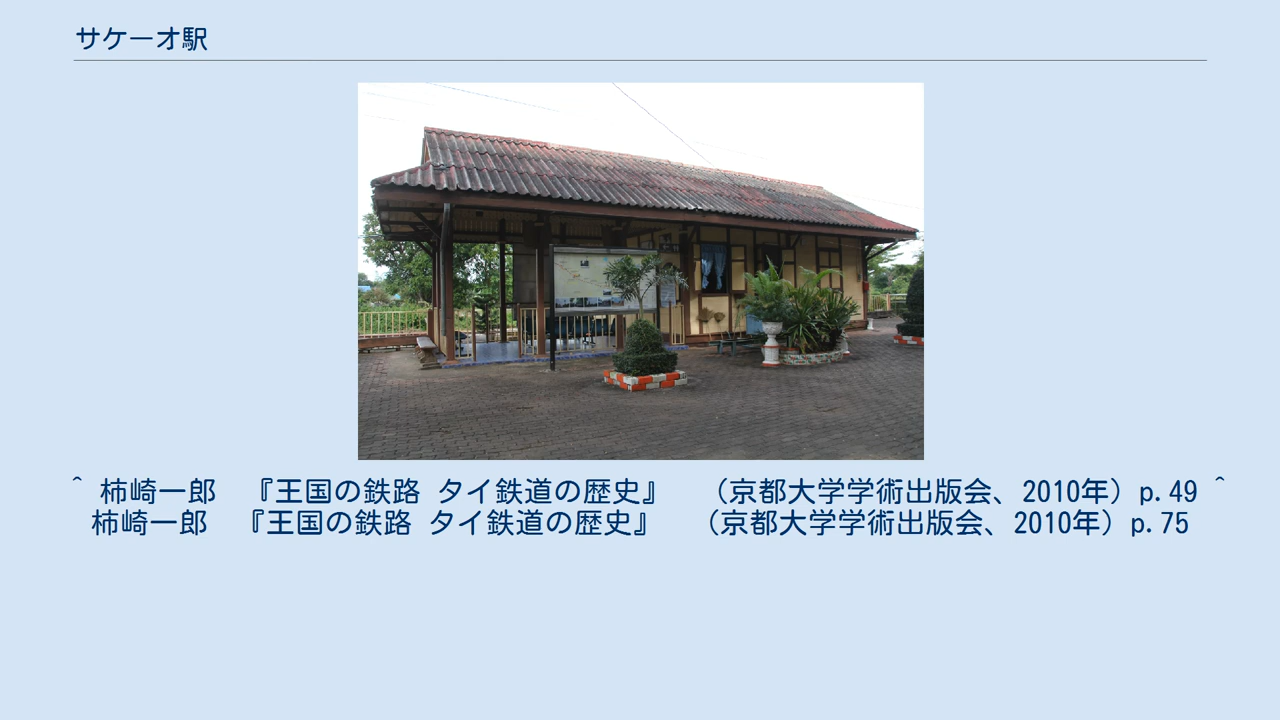 サケーオ駅
^ 柿崎一郎　『王国の鉄路 タイ鉄道の歴史』　　（京都大学学術出版会、2010年）p.49 ^
柿崎一郎　『王国の鉄路 タイ鉄道の歴史』　　（京都大学学術出版会、2010年）p.75